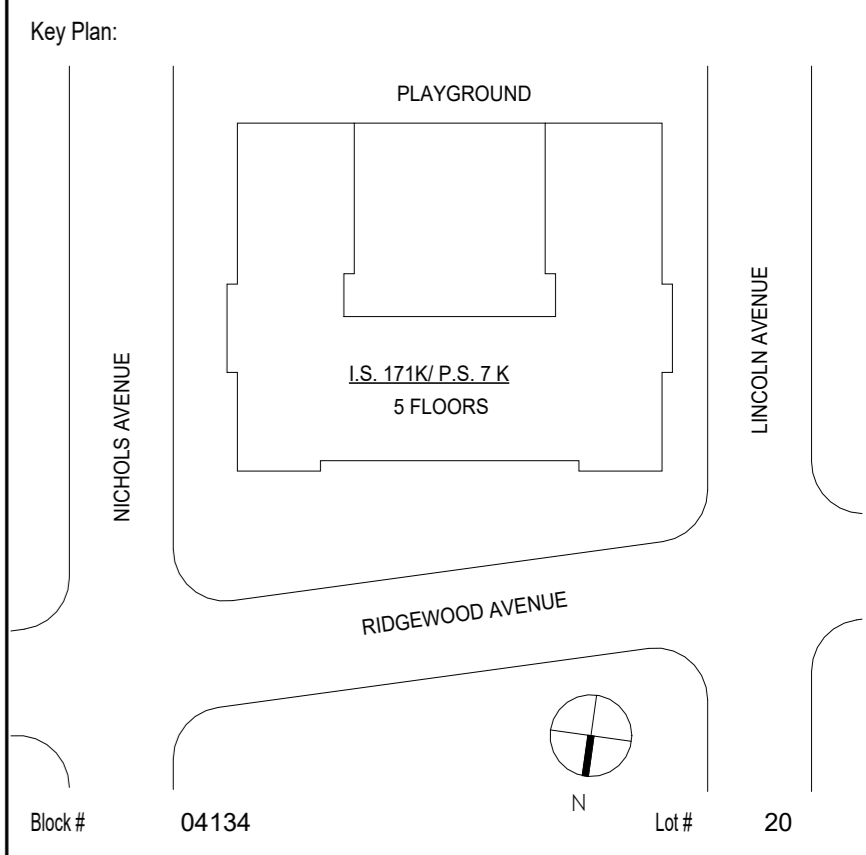 Key Plan:
PLAYGROUND
NICHOLS AVENUE
I.S. 171K/ P.S. 7 K
5 FLOORS
LINCOLN AVENUE
RIDGEWOOD AVENUE
N
Block # 04134 Lot # 20